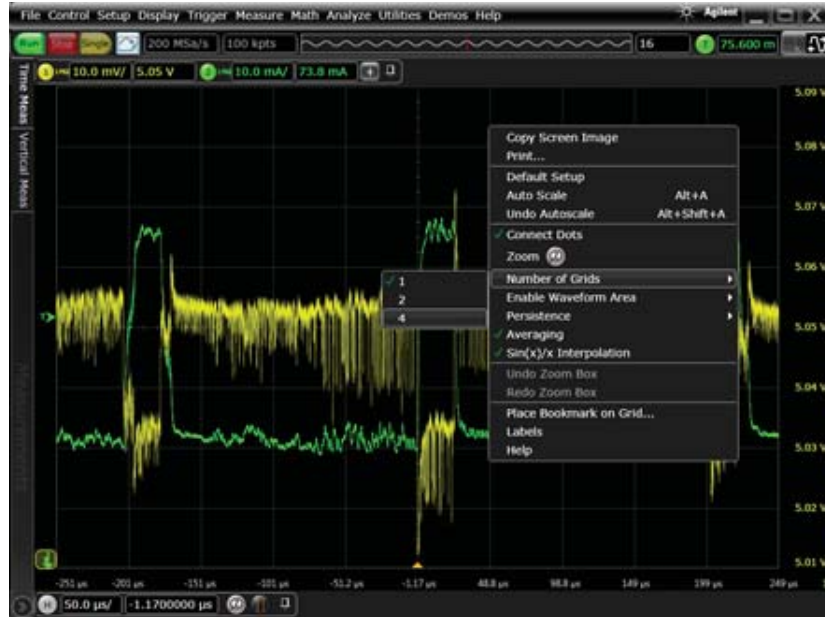 File Control Setup Display Trigger Measure Math Analyze Utilities Demos Help
Agilent
Run Stop Single 200 MSa/s 100 kpts 16 T 75.600 m
1 10.0 mV/ 5.05 V 2 10.0 mA/ 73.8 mA +
Time Meas
Vertical Meas
Measurements
5.09 V
5.08 V
5.07 V
5.06 V
5.05 V
5.04 V
5.03 V
5.02 V
5.01 V
Copy Screen Image
Print...
Default Setup
Auto Scale Alt+A
Undo Autoscale Alt+Shift+A
Connect Dots
Zoom
Number of Grids
Enable Waveform Area
Persistence
Averaging
Sin(x)/x Interpolation
Undo Zoom Box
Redo Zoom Box
Place Bookmark on Grid...
Labels
Help
1
2
4
T
-251 µs -201 µs -151 µs -101 µs -51.2 µs -1.17 µs 48.8 µs 98.8 µs 149 µs 199 µs 249 µs
H 50.0 µs/ -1.1700000 µs